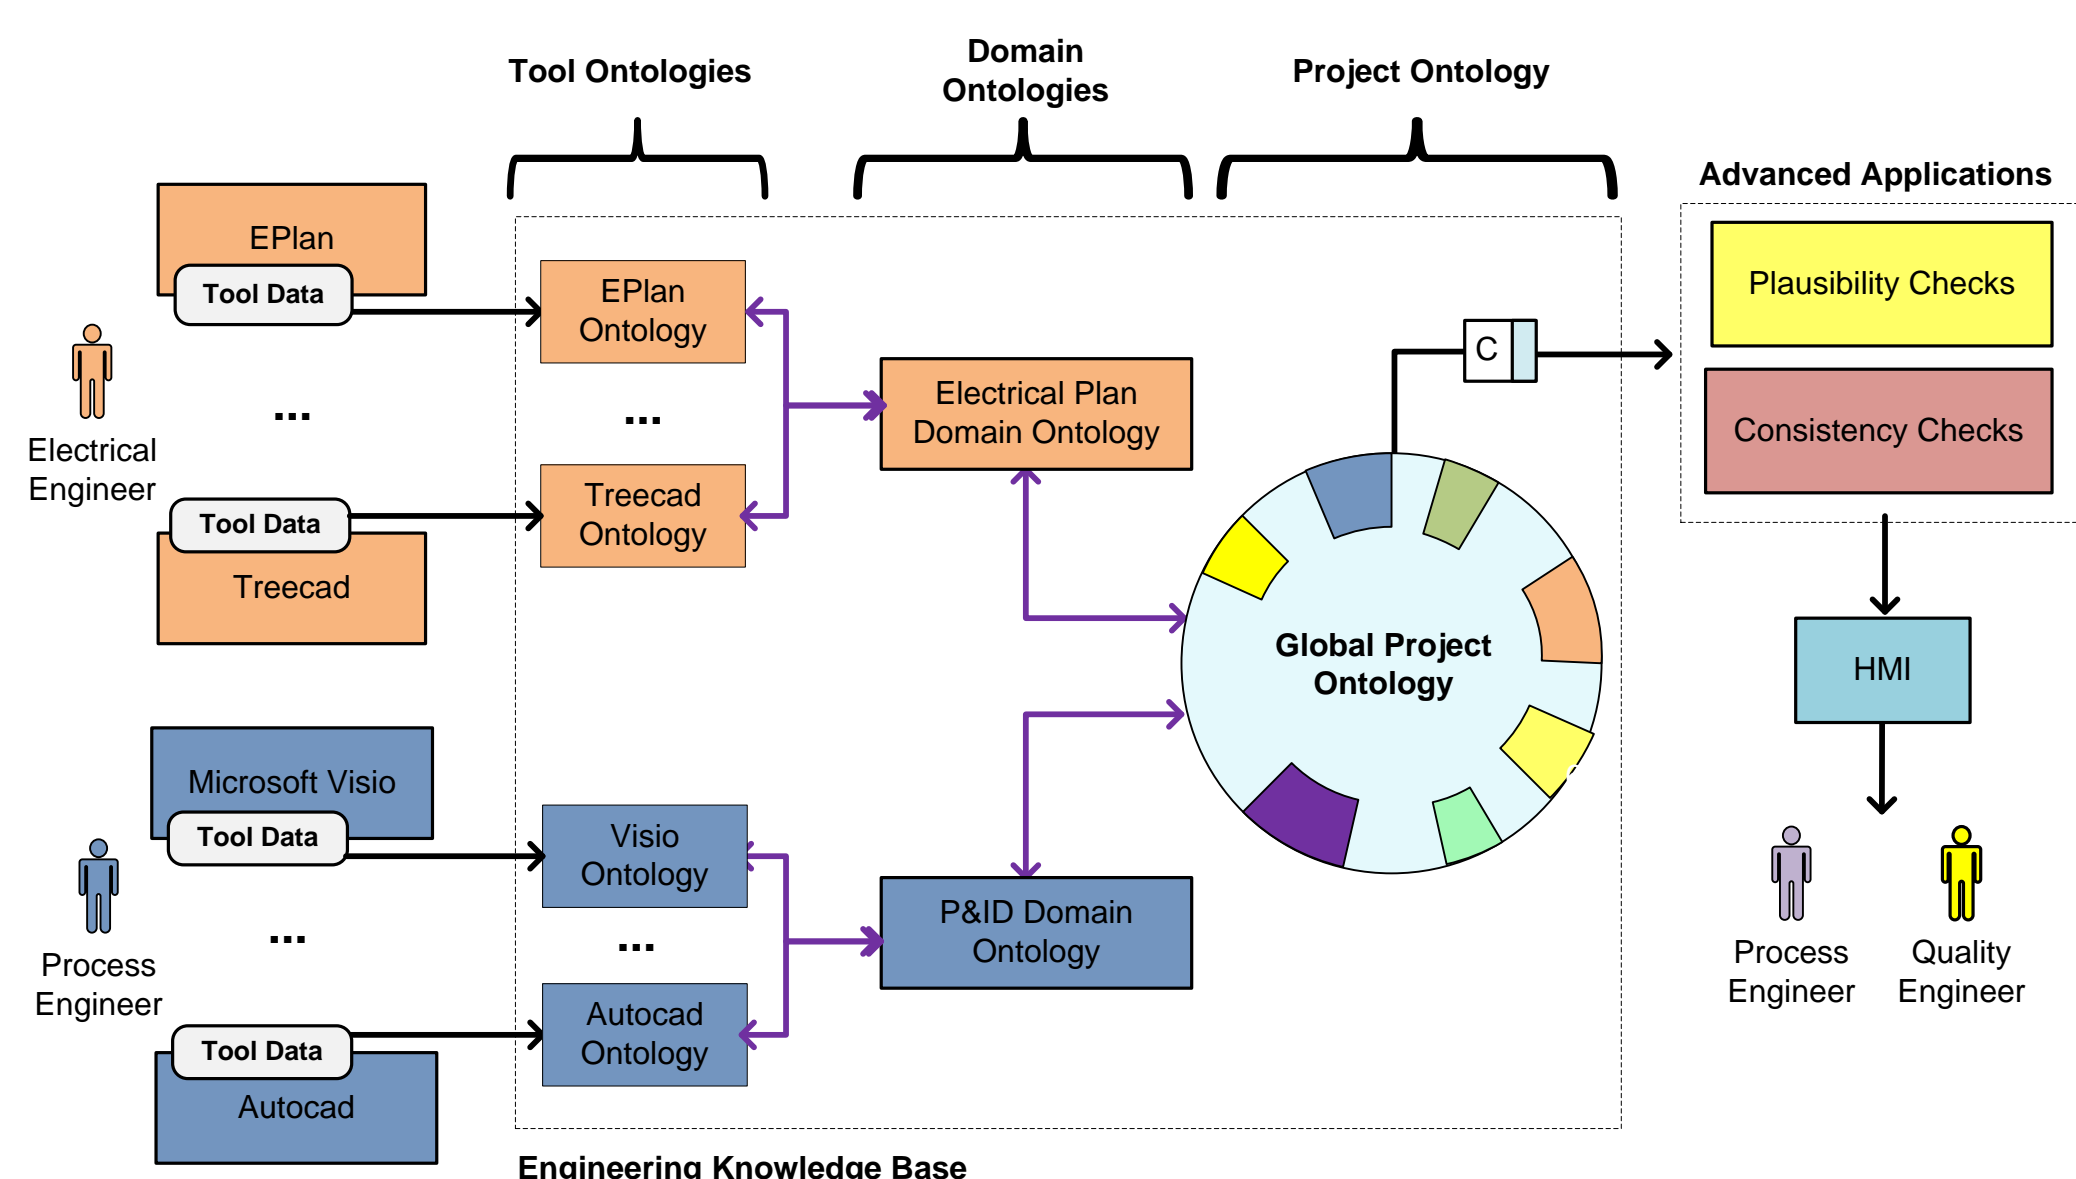 Tool Ontologies
Domain
Ontologies
Project Ontology
Advanced Applications
EPlan
Tool Data
EPlan
Ontology
Plausibility Checks
C
Electrical
Engineer
...
...
Electrical Plan
Domain Ontology
Consistency Checks
Tool Data
Treecad
Treecad
Ontology
Global Project
Ontology
HMI
Microsoft Visio
Tool Data
Visio
Ontology
Process
Engineer
...
...
P&ID Domain
Ontology
Process
Engineer
Quality
Engineer
Tool Data
Autocad
Autocad
Ontology
Engineering Knowledge Base